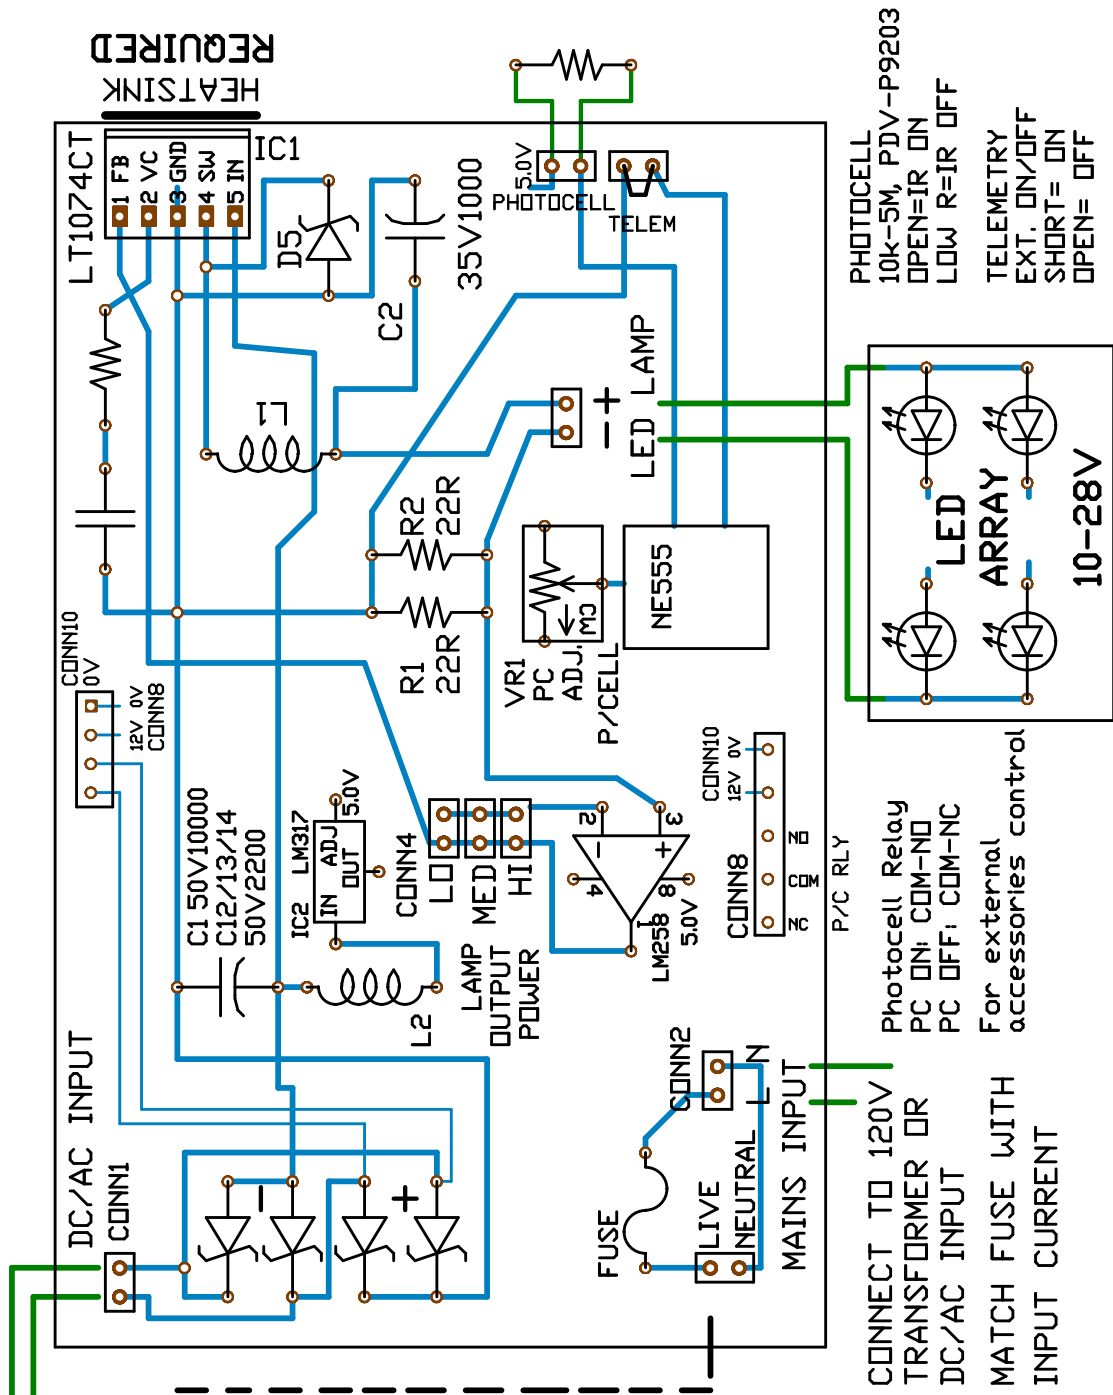 HEATSINK
REQUIRED
LT1074CT
1 FB
2 VC
3 GND
4 SW
5 IN
IC1
D5
C2
35V1000
L1
5.0V
PHOTOCELL
TELEM
PHOTOCELL
10k-5M, PDV-P9203
OPEN=IR ON
LOW R=IR OFF
TELEMETRY
EXT. ON/OFF
SHORT= ON
OPEN= OFF
+
-
LED LAMP
R2
22R
R1
22R
VR1
PC
ADJ.
P/CELL
CW
NE555
LED
ARRAY
10-28V
CONN10
0V
12V 0V
CONN8
C1 50V10000
C12/13/14
50V2200
IC2 LM317
IN ADJ
OUT
5.0V
L2
CONN4
LO
MED
HI
LAMP
OUTPUT
POWER
2
3
-
+
4
8
1
LM258
5.0V
CONN10
12V 0V
CONN8
NC COM NO
P/C RLY
Photocell Relay
PC ON: COM-NO
PC OFF: COM-NC
For external
accessories control
DC/AC INPUT
CONN1
-
+
FUSE
CONN2
LIVE
NEUTRAL
L N
MAINS INPUT
CONNECT TO 120V
TRANSFORMER OR
DC/AC INPUT
MATCH FUSE WITH
INPUT CURRENT